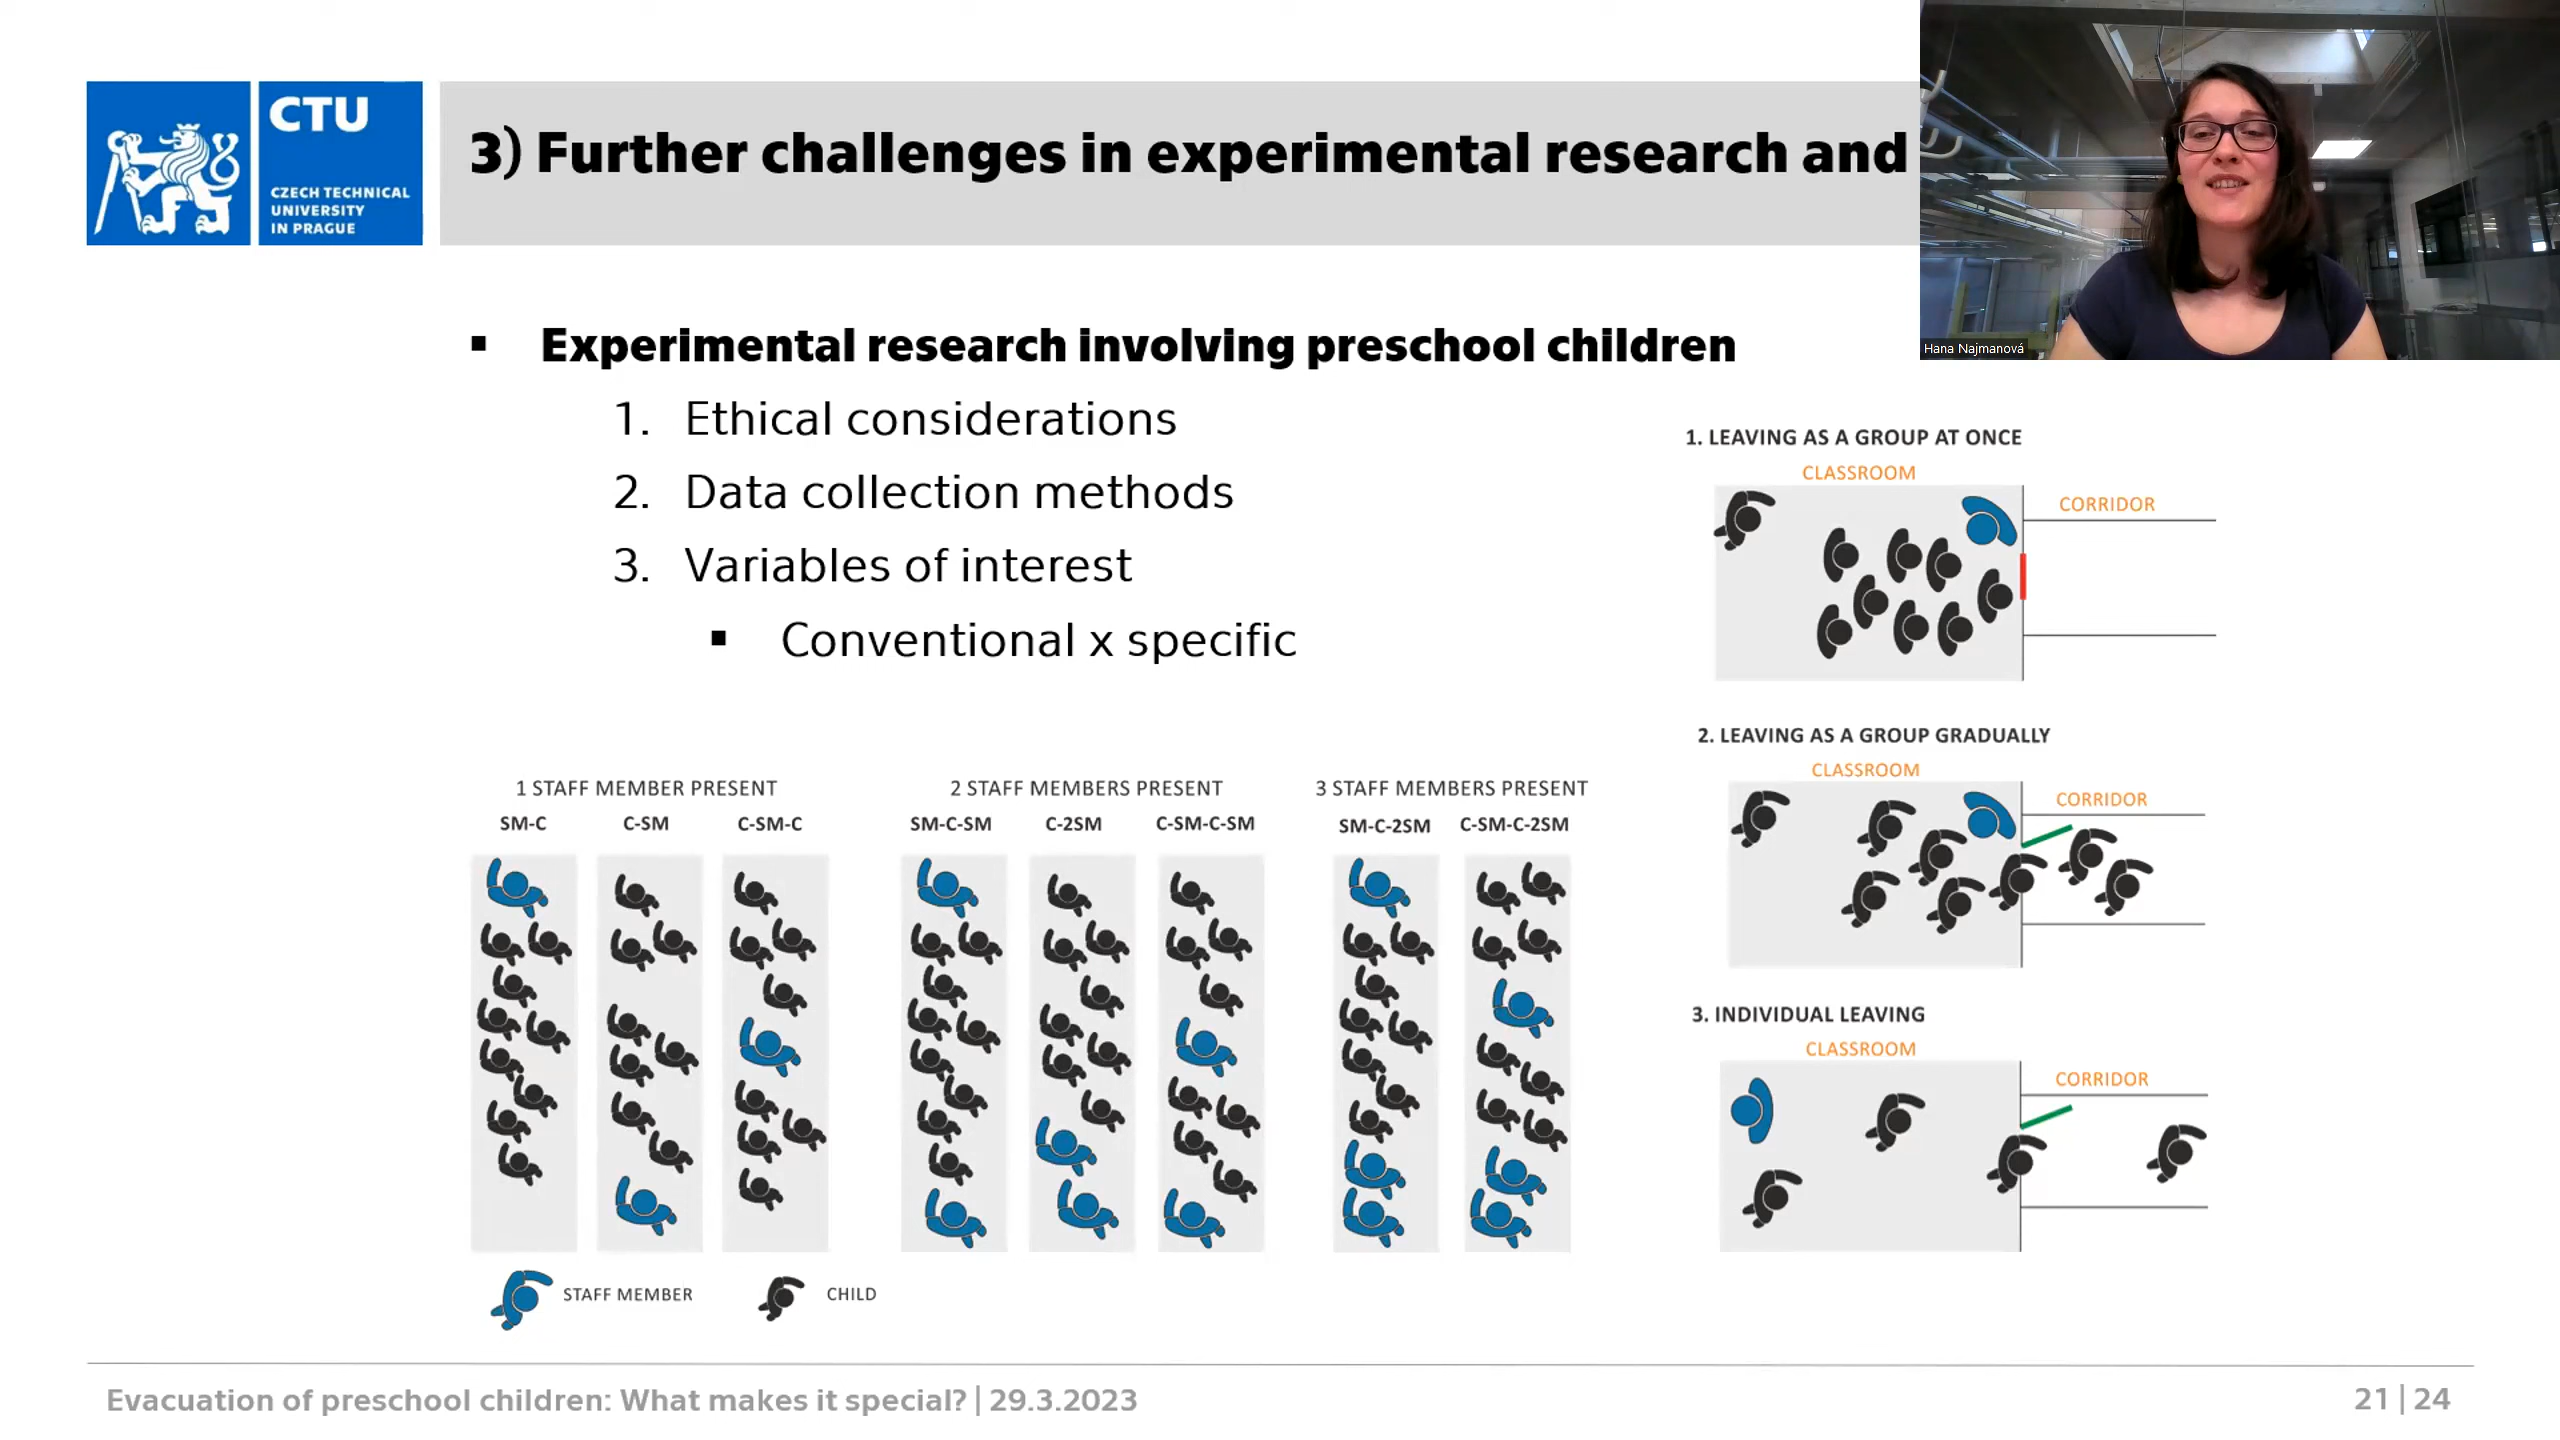 CTU
CZECH TECHNICAL
UNIVERSITY
IN PRAGUE
3) Further challenges in experimental research and
Hana Najmanová
▪ Experimental research involving preschool children
1. Ethical considerations
2. Data collection methods
3. Variables of interest
▪ Conventional x specific
1 STAFF MEMBER PRESENT
SM-C C-SM C-SM-C
2 STAFF MEMBERS PRESENT
SM-C-SM C-2SM C-SM-C-SM
3 STAFF MEMBERS PRESENT
SM-C-2SM C-SM-C-2SM
STAFF MEMBER CHILD
1. LEAVING AS A GROUP AT ONCE
CLASSROOM
CORRIDOR
2. LEAVING AS A GROUP GRADUALLY
CLASSROOM
CORRIDOR
3. INDIVIDUAL LEAVING
CLASSROOM
CORRIDOR
Evacuation of preschool children: What makes it special? | 29.3.2023
21 | 24